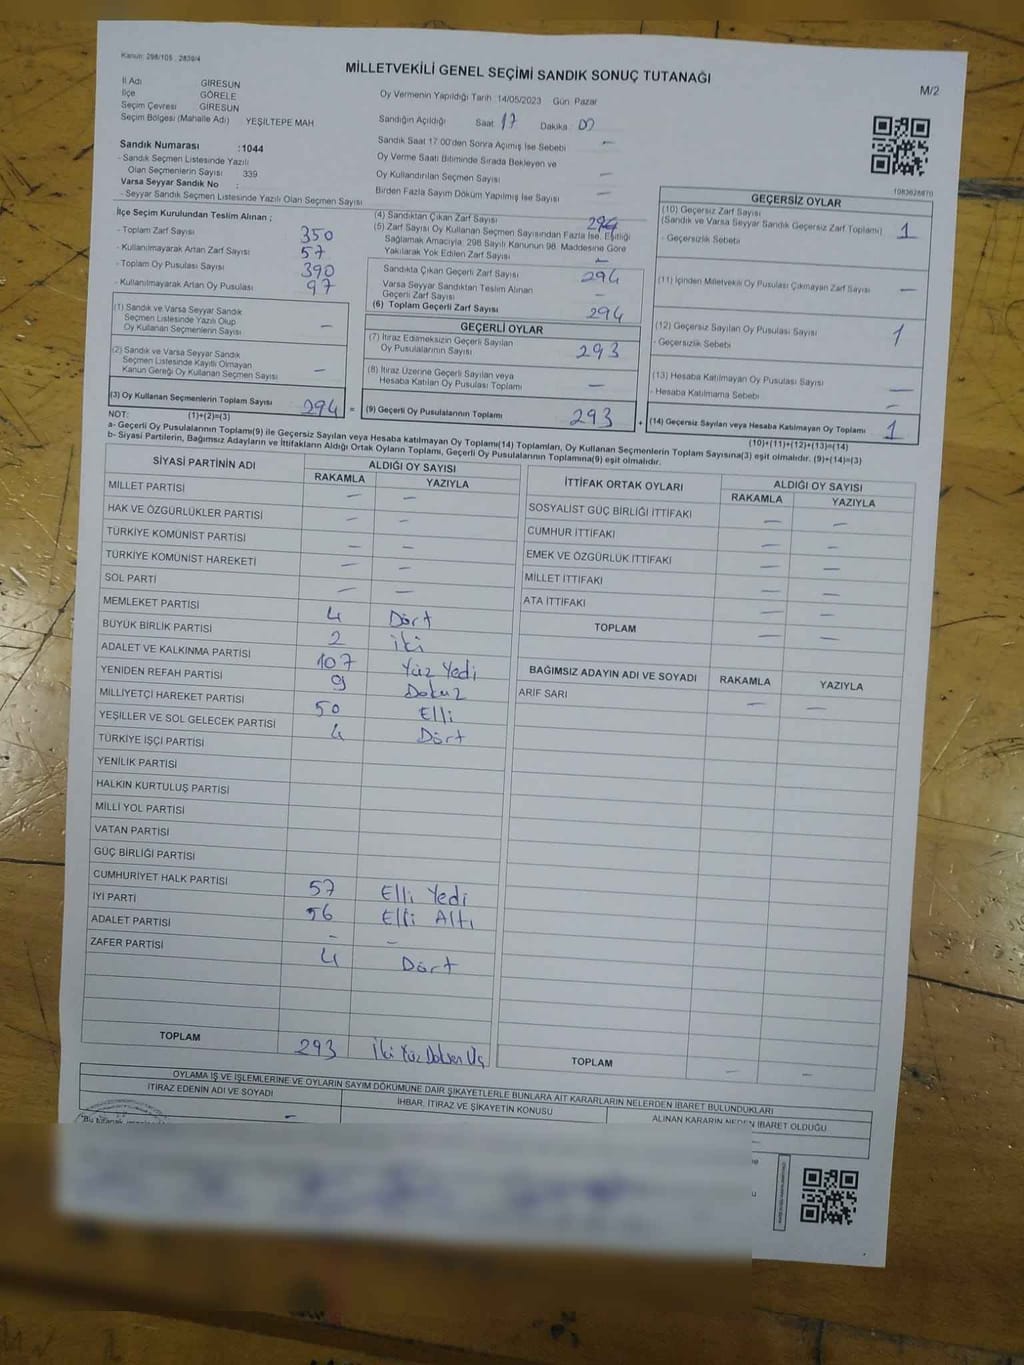 Kanun: 298/105 , 2839/4
MİLLETVEKİLİ GENEL SEÇİMİ SANDIK SONUÇ TUTANAĞI
M/2
İl Adı GİRESUN
İlçe GÖRELE
Seçim Çevresi GİRESUN
Seçim Bölgesi (Mahalle Adı) YEŞİLTEPE MAH
Oy Vermenin Yapıldığı Tarih 14/05/2023 Gün: Pazar
Sandığın Açıldığı Saat 17 Dakika 00
Sandık Saat 17:00'den Sonra Açımış İse Sebebi —
Oy Verme Saati Bitiminde Sırada Bekleyen ve
Oy Kullandırılan Seçmen Sayısı —
Birden Fazla Sayım Döküm Yapılmış İse Sayısı —
1083628870
Sandık Numarası :1044
- Sandık Seçmen Listesinde Yazılı
Olan Seçmenlerin Sayısı 339
Varsa Seyyar Sandık No :
- Seyyar Sandık Seçmen Listesinde Yazılı Olan Seçmen Sayısı
İlçe Seçim Kurulundan Teslim Alınan ;
- Toplam Zarf Sayısı 350
- Kullanılmayarak Artan Zarf Sayısı 57
- Toplam Oy Pusulası Sayısı 390
- Kullanılmayarak Artan Oy Pusulası 97
(1) Sandık ve Varsa Seyyar Sandık
Seçmen Listesinde Yazılı Olup
Oy Kullanan Seçmenlerin Sayısı —
(2) Sandık ve Varsa Seyyar Sandık
Seçmen Listesinde Kayıtlı Olmayan
Kanun Gereği Oy Kullanan Seçmen Sayısı —
(3) Oy Kullanan Seçmenlerin Toplam Sayısı 294 =
(1)+(2)=(3)
(4) Sandıktan Çıkan Zarf Sayısı 294
(5) Zarf Sayısı Oy Kullanan Seçmen Sayısından Fazla İse, Eşitliği
Sağlamak Amacıyla, 298 Sayılı Kanunun 98. Maddesine Göre
Yakılarak Yok Edilen Zarf Sayısı —
Sandıkta Çıkan Geçerli Zarf Sayısı 294
Varsa Seyyar Sandıktan Teslim Alınan
Geçerli Zarf Sayısı —
(6) Toplam Geçerli Zarf Sayısı 294
GEÇERLİ OYLAR
(7) İtiraz Edilmeksizin Geçerli Sayılan
Oy Pusulalarının Sayısı 293
(8) İtiraz Üzerine Geçerli Sayılan veya
Hesaba Katılan Oy Pusulası Toplamı —
(9) Geçerli Oy Pusulalarının Toplamı 293 +
GEÇERSİZ OYLAR
(10) Geçersiz Zarf Sayısı
(Sandık ve Varsa Seyyar Sandık Geçersiz Zarf Toplamı) 1
- Geçersizlik Sebebi
(11) İçinden Milletvekili Oy Pusulası Çıkmayan Zarf Sayısı —
(12) Geçersiz Sayılan Oy Pusulası Sayısı 1
- Geçersizlik Sebebi
(13) Hesaba Katılmayan Oy Pusulası Sayısı —
- Hesaba Katılmama Sebebi —
(14) Geçersiz Sayılan veya Hesaba Katılmayan Oy Toplamı 1
(10)+(11)+(12)+(13)=(14)
NOT:
a- Geçerli Oy Pusulalarının Toplamı(9) ile Geçersiz Sayılan veya Hesaba katılmayan Oy Toplamı(14) Toplamları, Oy Kullanan Seçmenlerin Toplam Sayısına(3) eşit olmalıdır. (9)+(14)=(3)
b- Siyasi Partilerin, Bağımsız Adayların ve İttifakların Aldığı Ortak Oyların Toplamı, Geçerli Oy Pusulalarının Toplamına(9) eşit olmalıdır.
SİYASİ PARTİNİN ADI ALDIĞI OY SAYISI
RAKAMLA YAZIYLA
MİLLET PARTİSİ — —
HAK VE ÖZGÜRLÜKLER PARTİSİ — —
TÜRKİYE KOMÜNİST PARTİSİ — —
TÜRKİYE KOMÜNİST HAREKETİ — —
SOL PARTİ — —
MEMLEKET PARTİSİ 4 Dört
BÜYÜK BİRLİK PARTİSİ 2 İki
ADALET VE KALKINMA PARTİSİ 107 Yüz Yedi
YENİDEN REFAH PARTİSİ 9 Dokuz
MİLLİYETÇİ HAREKET PARTİSİ 50 Elli
YEŞİLLER VE SOL GELECEK PARTİSİ 4 Dört
TÜRKİYE İŞÇİ PARTİSİ
YENİLİK PARTİSİ
HALKIN KURTULUŞ PARTİSİ
MİLLİ YOL PARTİSİ
VATAN PARTİSİ
GÜÇ BİRLİĞİ PARTİSİ
CUMHURİYET HALK PARTİSİ 57 Elli Yedi
İYİ PARTİ 56 Elli Altı
ADALET PARTİSİ — —
ZAFER PARTİSİ 4 Dört
TOPLAM 293 İki Yüz Doksan Üç
İTTİFAK ORTAK OYLARI ALDIĞI OY SAYISI
RAKAMLA YAZIYLA
SOSYALİST GÜÇ BİRLİĞİ İTTİFAKI — —
CUMHUR İTTİFAKI — —
EMEK VE ÖZGÜRLÜK İTTİFAKI — —
MİLLET İTTİFAKI — —
ATA İTTİFAKI — —
TOPLAM — —
BAĞIMSIZ ADAYIN ADI VE SOYADI RAKAMLA YAZIYLA
ARİF SARI — —
TOPLAM — —
OYLAMA İŞ VE İŞLEMLERİNE VE OYLARIN SAYIM DÖKÜMÜNE DAİR ŞİKAYETLERLE BUNLARA AİT KARARLARIN NELERDEN İBARET BULUNDUKLARI
İTİRAZ EDENİN ADI VE SOYADI İHBAR, İTİRAZ VE ŞİKAYETİN KONUSU ALINAN KARARIN NEDEN İBARET OLDUĞU
— —
Bu tutanak